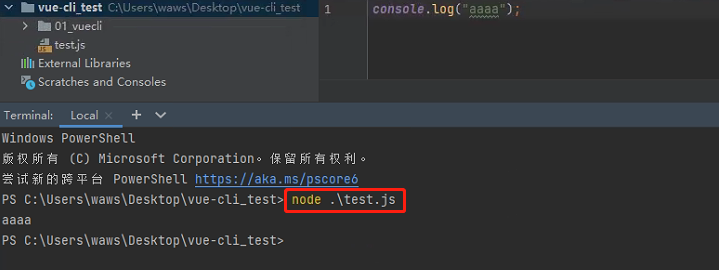 vue-cli_test C:\Users\waws\Desktop\vue-cli_test
01_vuecli
test.js
External Libraries
Scratches and Consoles
1 console.log("aaaa");
Terminal: Local × + ∨
Windows PowerShell
版权所有 (C) Microsoft Corporation。保留所有权利。
尝试新的跨平台 PowerShell https://aka.ms/pscore6
PS C:\Users\waws\Desktop\vue-cli_test> node .\test.js
aaaa
PS C:\Users\waws\Desktop\vue-cli_test>